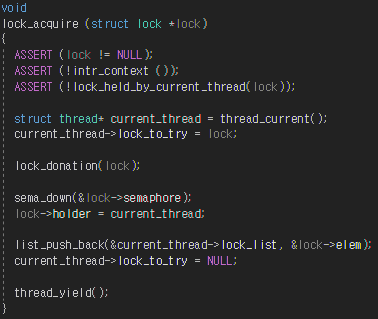 void
lock_acquire (struct lock *lock)
{
  ASSERT (lock != NULL);
  ASSERT (!intr_context ());
  ASSERT (!lock_held_by_current_thread(lock));
  struct thread* current_thread = thread_current();
  current_thread->lock_to_try = lock;
  lock_donation(lock);
  sema_down(&lock->semaphore);
  lock->holder = current_thread;
  list_push_back(&current_thread->lock_list, &lock->elem);
  current_thread->lock_to_try = NULL;
  thread_yield();
}